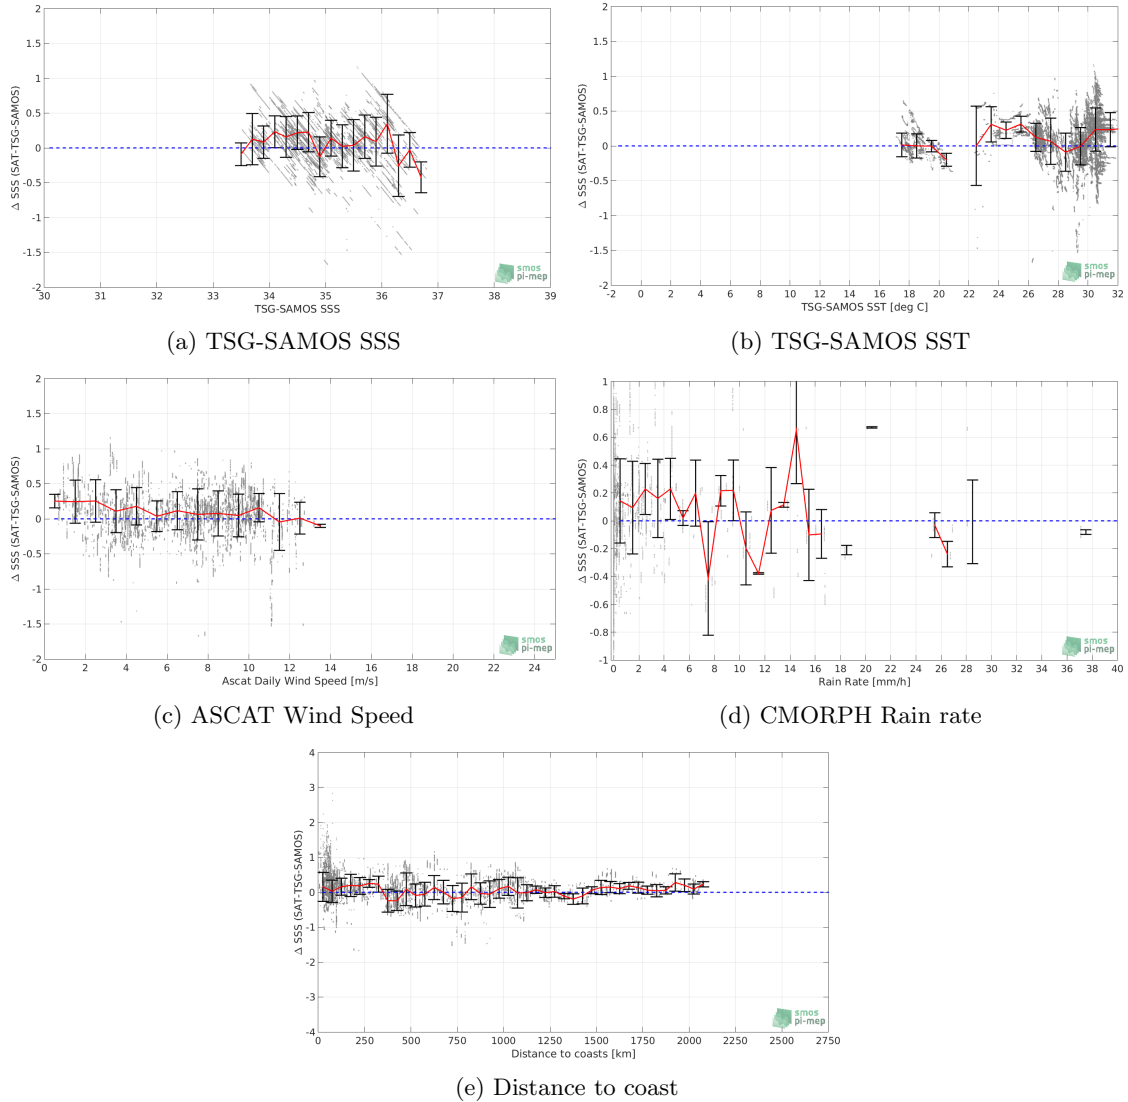 2
1.5
1
0.5
0
-0.5
-1
-1.5
-2
Δ SSS (SAT-TSG-SAMOS)
30 31 32 33 34 35 36 37 38 39
TSG-SAMOS SSS
smos
pi-mep
(a) TSG-SAMOS SSS
2
1.5
1
0.5
0
-0.5
-1
-1.5
-2
Δ SSS (SAT-TSG-SAMOS)
-2 0 2 4 6 8 10 12 14 16 18 20 22 24 26 28 30 32
TSG-SAMOS SST [deg C]
smos
pi-mep
(b) TSG-SAMOS SST
2
1.5
1
0.5
0
-0.5
-1
-1.5
-2
Δ SSS (SAT-TSG-SAMOS)
0 2 4 6 8 10 12 14 16 18 20 22 24
Ascat Daily Wind Speed [m/s]
smos
pi-mep
(c) ASCAT Wind Speed
1
0.8
0.6
0.4
0.2
0
-0.2
-0.4
-0.6
-0.8
-1
Δ SSS (SAT-TSG-SAMOS)
0 2 4 6 8 10 12 14 16 18 20 22 24 26 28 30 32 34 36 38 40
Rain Rate [mm/h]
smos
pi-mep
(d) CMORPH Rain rate
4
3
2
1
0
-1
-2
-3
-4
Δ SSS (SAT-TSG-SAMOS)
0 250 500 750 1000 1250 1500 1750 2000 2250 2500 2750
Distance to coasts [km]
smos
pi-mep
(e) Distance to coast